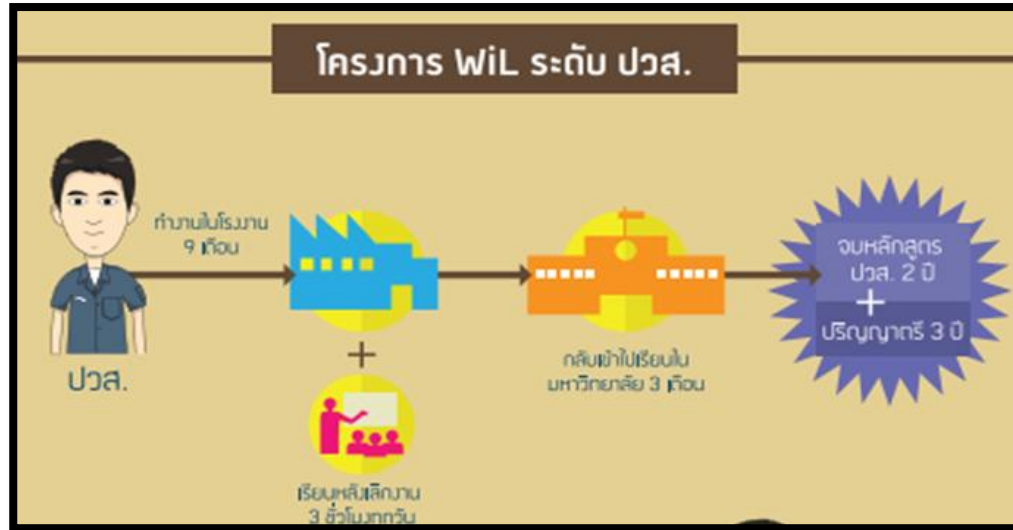 โครงการ WiL ระดับ ปวส.
ทำงานในโรงงาน
9 เดือน
ปวส.
เรียนหลังเลิกงาน
3 ชั่วโมงทุกวัน
กลับเข้าไปเรียนใน
มหาวิทยาลัย 3 เดือน
จบหลักสูตร
ปวส. 2 ปี
+
ปริญญาตรี 3 ปี